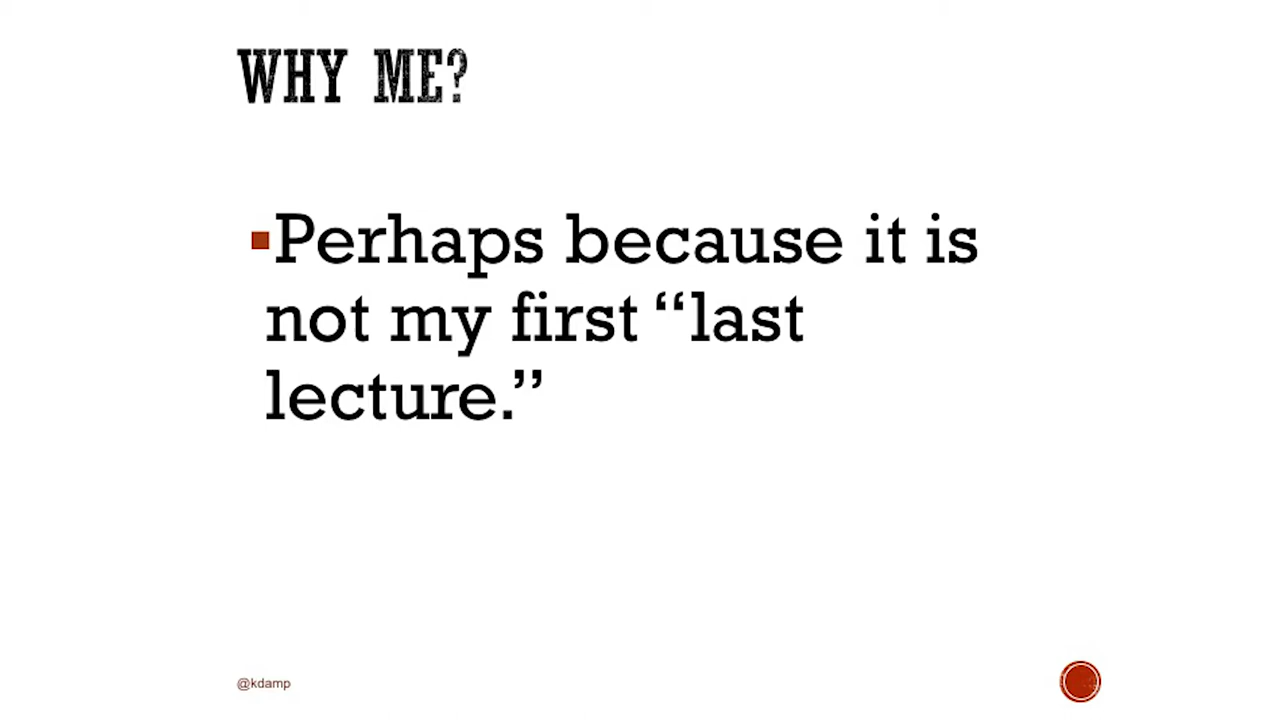 WHY ME?
▪Perhaps because it is
not my first “last
lecture.”
@kdamp